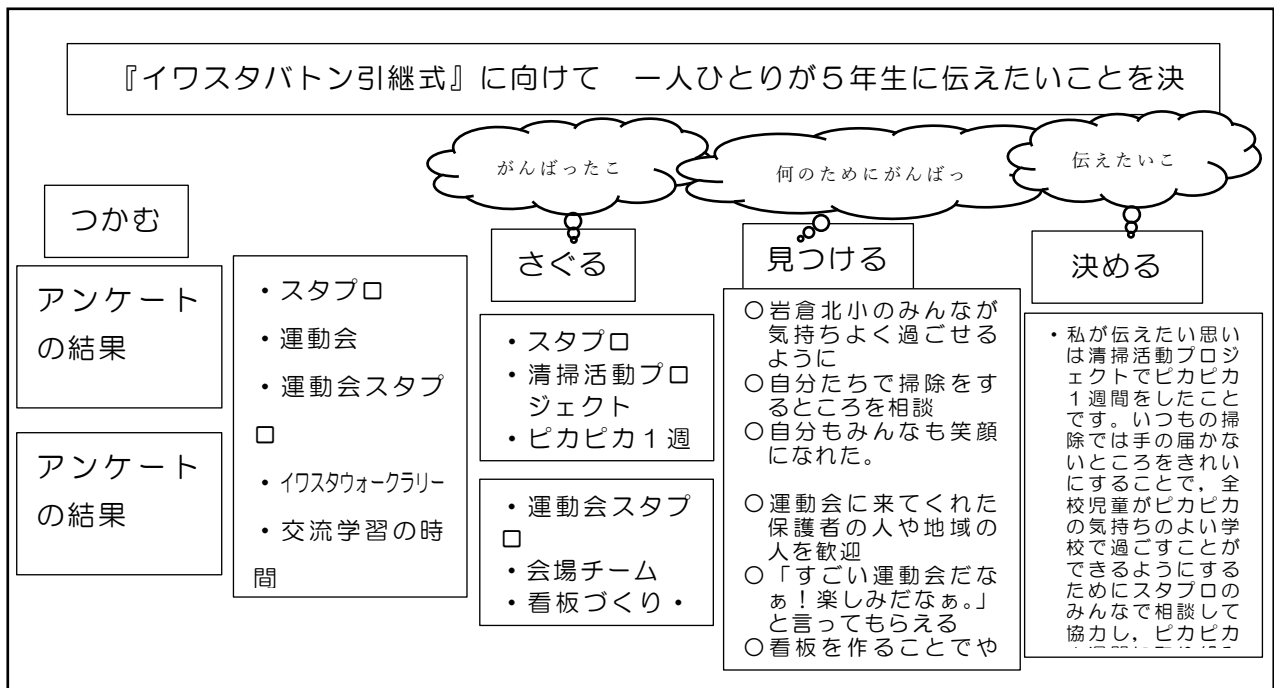 『イワスタバトン引継式』に向けて　一人ひとりが５年生に伝えたいことを決
がんばったこ
何のためにがんばっ
伝えたいこ
つかむ
アンケート
の結果
アンケート
の結果
・スタプロ
・運動会
・運動会スタプ
ロ
・イワスタウォークラリー
・交流学習の時
間
さぐる
・スタプロ
・清掃活動プロ
ジェクト
・ピカピカ１週
・運動会スタプ
ロ
・会場チーム
・看板づくり・
見つける
〇岩倉北小のみんなが
気持ちよく過ごせる
ように
〇自分たちで掃除をす
るところを相談
〇自分もみんなも笑顔
になれた。
〇運動会に来てくれた
保護者の人や地域の
人を歓迎
〇「すごい運動会だな
ぁ！楽しみだなぁ。」
と言ってもらえる
〇看板を作ることでや
決める
・私が伝えたい思い
は清掃活動プロジ
ェクトでピカピカ
１週間をしたこと
です。いつもの掃
除では手の届かな
いところをきれい
にすることで，全
校児童がピカピカ
の気持ちのよい学
校で過ごすことが
できるようにする
ためにスタプロの
みんなで相談して
協力し，ピカピカ